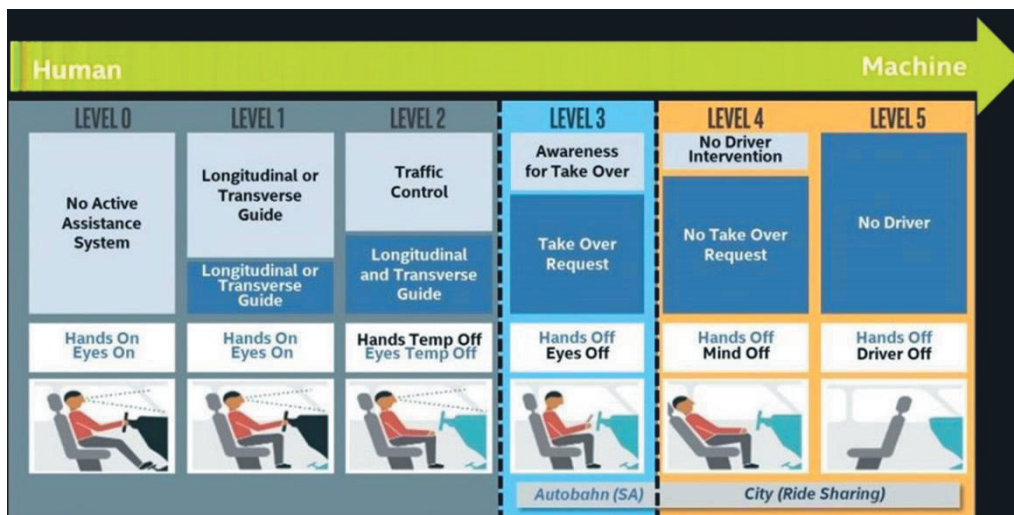 Human
Machine
LEVEL 0
LEVEL 1
LEVEL 2
LEVEL 3
LEVEL 4
LEVEL 5
No Active
Assistance
System
Longitudinal or
Transverse
Guide
Longitudinal or
Transverse
Guide
Traffic
Control
Longitudinal
and Transverse
Guide
Awareness
for Take Over
Take Over
Request
No Driver
Intervention
No Take Over
Request
No Driver
Hands On
Eyes On
Hands On
Eyes On
Hands Temp Off
Eyes Temp Off
Hands Off
Eyes Off
Hands Off
Mind Off
Hands Off
Driver Off
Autobahn (SA)
City (Ride Sharing)